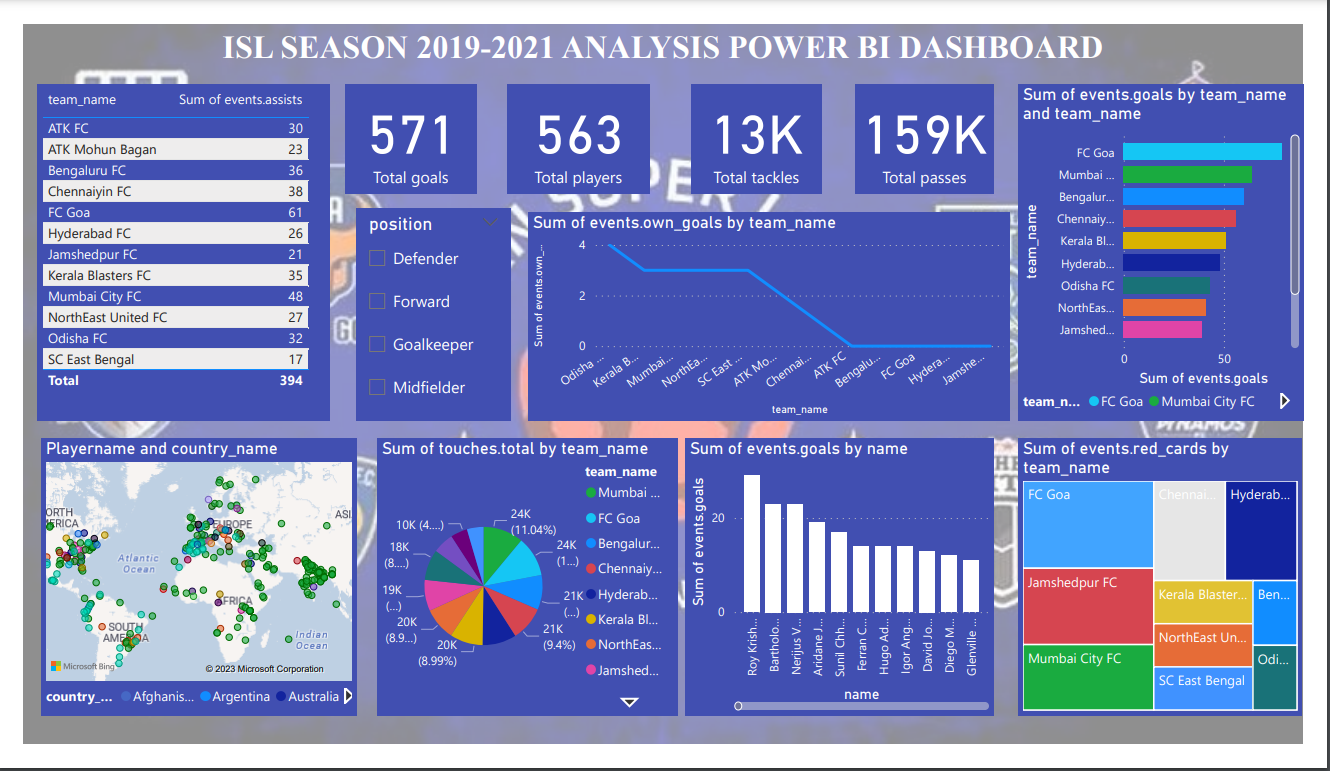 ISL SEASON 2019-2021 ANALYSIS POWER BI DASHBOARD
team_name Sum of events.assists
ATK FC 30
ATK Mohun Bagan 23
Bengaluru FC 36
Chennaiyin FC 38
FC Goa 61
Hyderabad FC 26
Jamshedpur FC 21
Kerala Blasters FC 35
Mumbai City FC 48
NorthEast United FC 27
Odisha FC 32
SC East Bengal 17
Total 394
571
Total goals
563
Total players
13K
Total tackles
159K
Total passes
position
Defender
Forward
Goalkeeper
Midfielder
Sum of events.own_goals by team_name
Sum of events.own_...
4
2
0
Odisha ...
Kerala B...
Mumbai...
NorthEa...
SC East ...
ATK Mo...
Chennai...
ATK FC
Bengalu...
FC Goa
Hydera...
Jamshe...
team_name
Sum of events.goals by team_name
and team_name
team_name
FC Goa
Mumbai ...
Bengalur...
Chennaiy...
Kerala Bl...
Hyderab...
Odisha FC
NorthEas...
Jamshed...
0 50
Sum of events.goals
team_n... FC Goa Mumbai City FC
Playername and country_name
ORTH
ERICA
EUROPE
ASI
Atlantic
Ocean
AFRICA
SOUTH
AMERICA
Indian
Ocean
Microsoft Bing
© 2023 Microsoft Corporation
country_... Afghanis... Argentina Australia
Sum of touches.total by team_name
team_name
Mumbai ...
FC Goa
Bengalur...
Chennaiy...
Hyderab...
Kerala Bl...
NorthEas...
Jamshed...
24K
(11.04%)
24K
(1...)
21K
(...)
21K
(9.4%)
20K
(8.99%)
20K
(8.9...)
19K
(...)
18K
(8....)
10K (4....)
Sum of events.goals by name
Sum of events.goals
20
0
Roy Krish...
Bartholo...
Nerijus V...
Aridane J...
Sunil Chh...
Ferran C...
Hugo Ad...
Igor Ang...
David Jo...
Diego M...
Glenville ...
name
Sum of events.red_cards by
team_name
FC Goa
Chennai...
Hyderab...
Jamshedpur FC
Kerala Blaster...
Ben...
NorthEast Un...
Mumbai City FC
SC East Bengal
Odi...